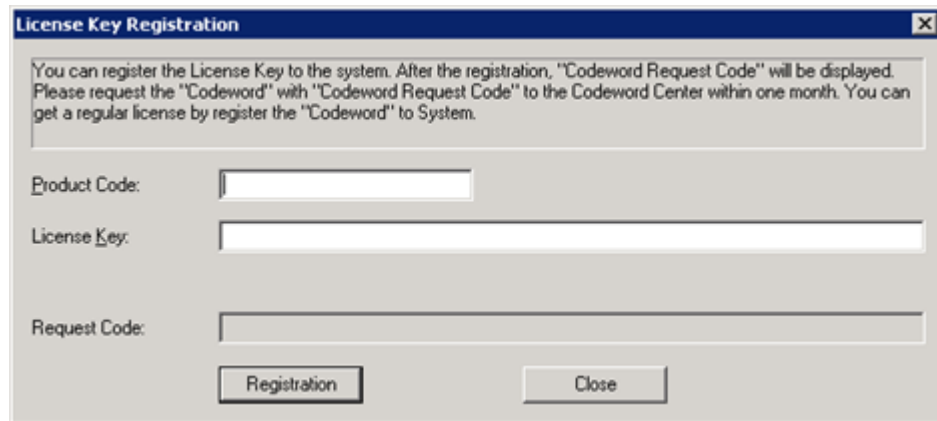 License Key Registration
You can register the License Key to the system. After the registration, "Codeword Request Code" will be displayed.
Please request the "Codeword" with "Codeword Request Code" to the Codeword Center within one month. You can
get a regular license by register the "Codeword" to System.
Product Code:
License Key:
Request Code:
Registration Close